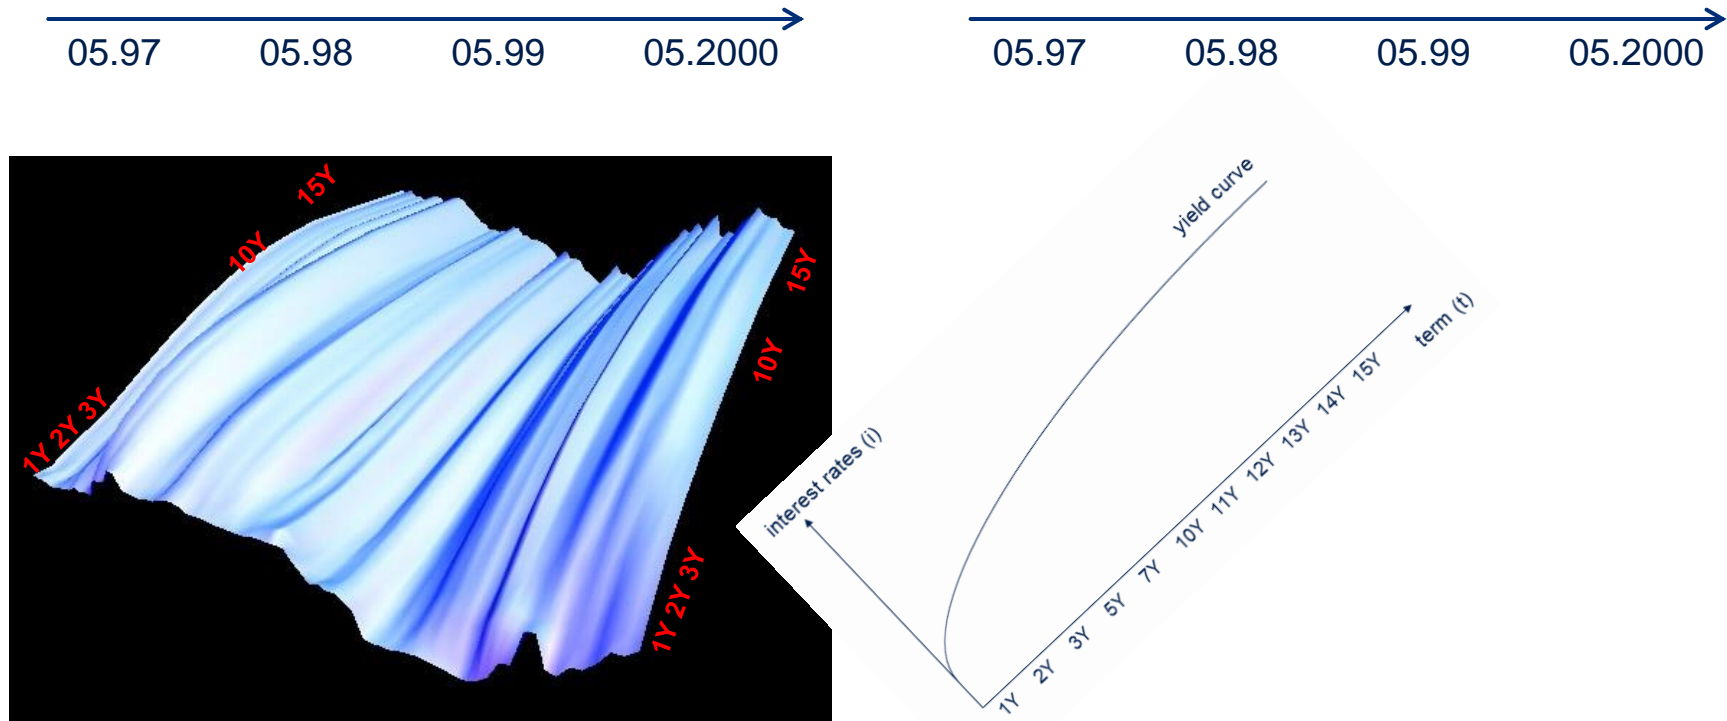 05.97 05.98 05.99 05.2000
05.97 05.98 05.99 05.2000
15Y
10Y
1Y 2Y 3Y
15Y
10Y
1Y 2Y 3Y
yield curve
interest rates (i)
term (t)
1Y 2Y 3Y 5Y 7Y 10Y 11Y 12Y 13Y 14Y 15Y